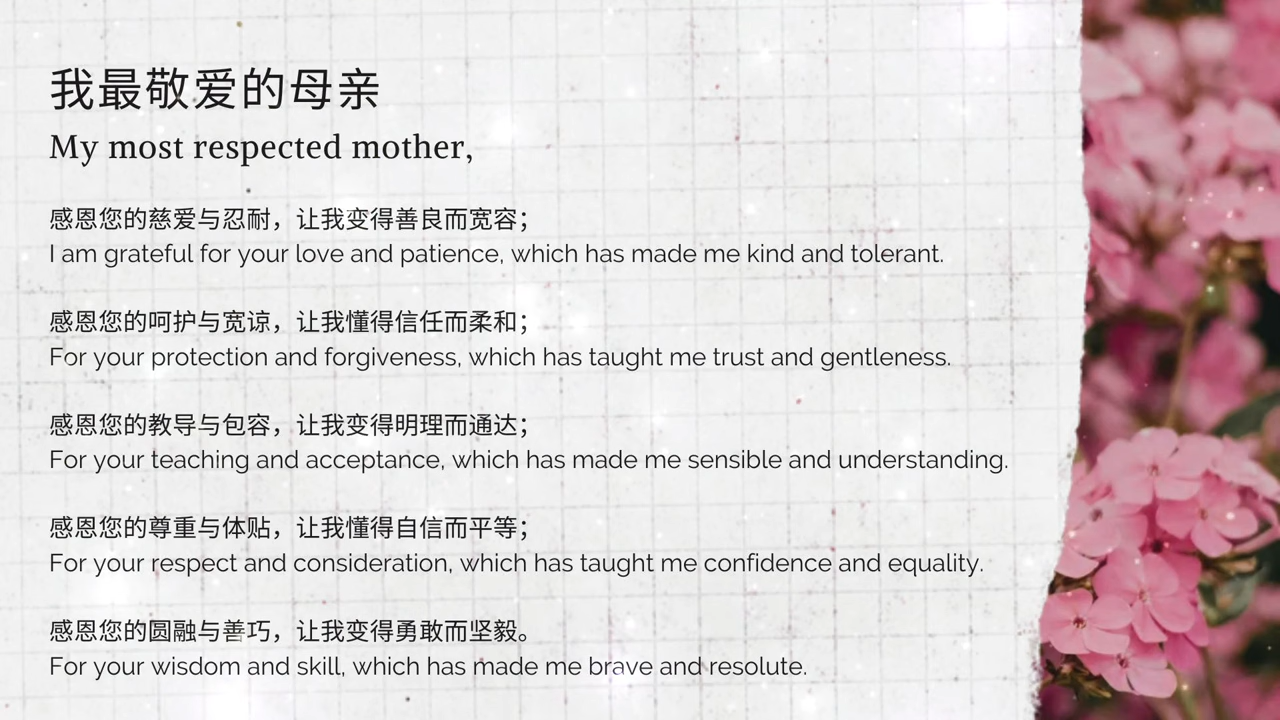 我最敬爱的母亲
My most respected mother,
感恩您的慈爱与忍耐，让我变得善良而宽容；
I am grateful for your love and patience, which has made me kind and tolerant.
感恩您的呵护与宽谅，让我懂得信任而柔和；
For your protection and forgiveness, which has taught me trust and gentleness.
感恩您的教导与包容，让我变得明理而通达；
For your teaching and acceptance, which has made me sensible and understanding.
感恩您的尊重与体贴，让我懂得自信而平等；
For your respect and consideration, which has taught me confidence and equality.
感恩您的圆融与善巧，让我变得勇敢而坚毅。
For your wisdom and skill, which has made me brave and resolute.